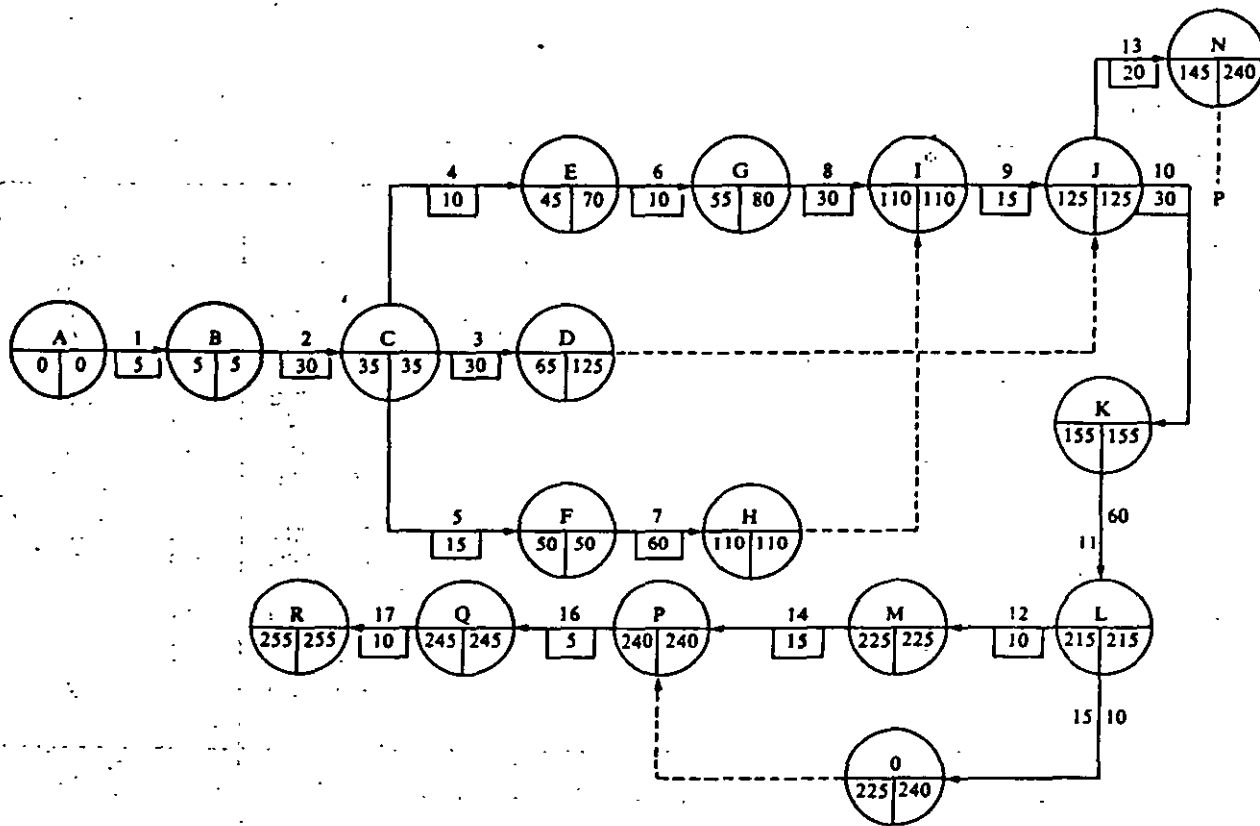 N
13
20
145 240
E
4
10
45 70
G
6
10
55 80
I
8
30
110 110
J
9
15
125 125
10
30
P
A
0 0
B
1
5
5 5
C
2
30
35 35
D
3
30
65 125
K
155 155
F
5
15
50 50
H
7
60
110 110
60
11
R
255 255
17
10
Q
245 245
16
5
P
240 240
14
15
M
225 225
12
10
L
215 215
15 10
0
225 240